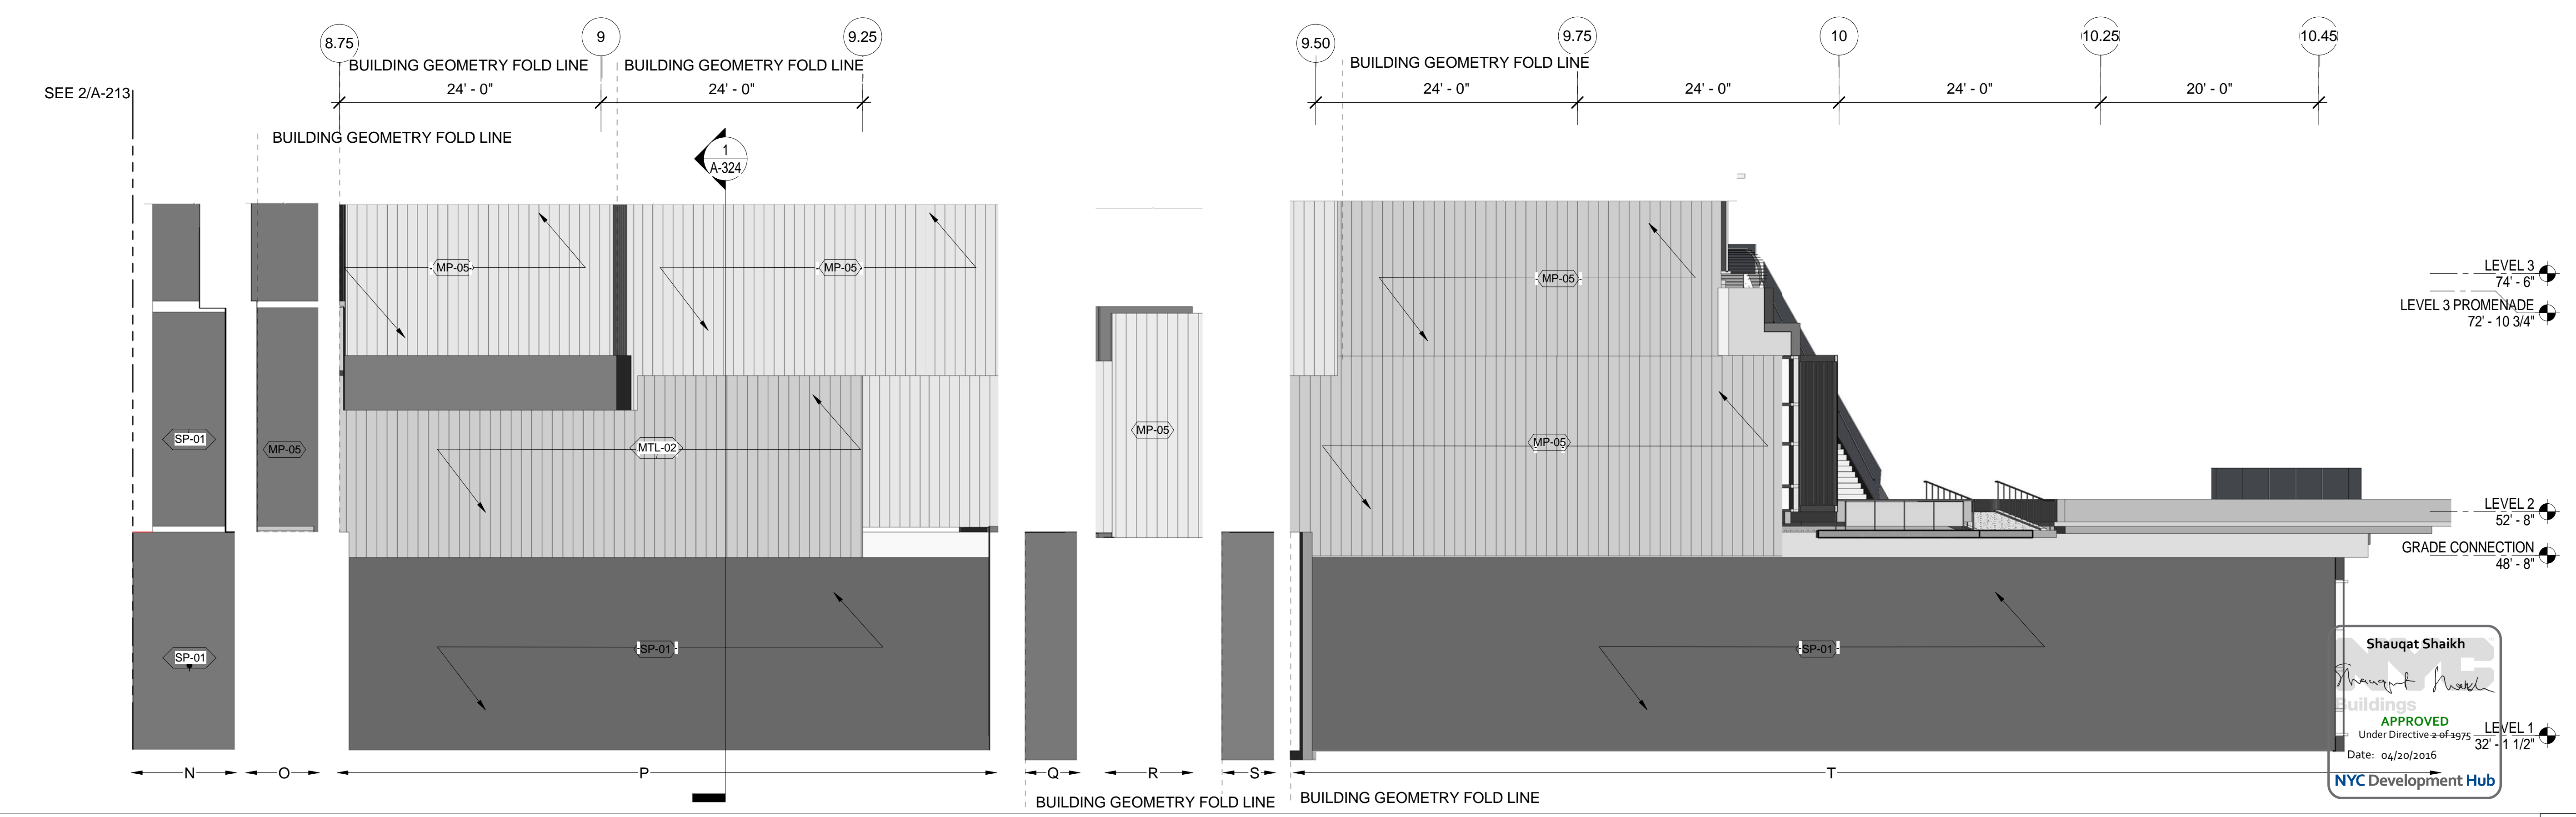 8.75
9
9.25
9.50
9.75
10
10.25
10.45
BUILDING GEOMETRY FOLD LINE
BUILDING GEOMETRY FOLD LINE
BUILDING GEOMETRY FOLD LINE
SEE 2/A-213
24' - 0"
24' - 0"
24' - 0"
24' - 0"
24' - 0"
20' - 0"
BUILDING GEOMETRY FOLD LINE
1
A-324
MP-05
MP-05
MP-05
LEVEL 3
74' - 6"
LEVEL 3 PROMENADE
72' - 10 3/4"
SP-01
MP-05
MTL-02
MP-05
MP-05
LEVEL 2
52' - 8"
GRADE CONNECTION
48' - 8"
SP-01
SP-01
SP-01
Shauqat Shaikh
Shauqat Shaikh
NYC
Buildings
APPROVED
Under Directive 2 of 1975
Date: 04/20/2016
NYC Development Hub
LEVEL 1
32' - 1 1/2"
N
O
P
Q
R
S
T
BUILDING GEOMETRY FOLD LINE
BUILDING GEOMETRY FOLD LINE